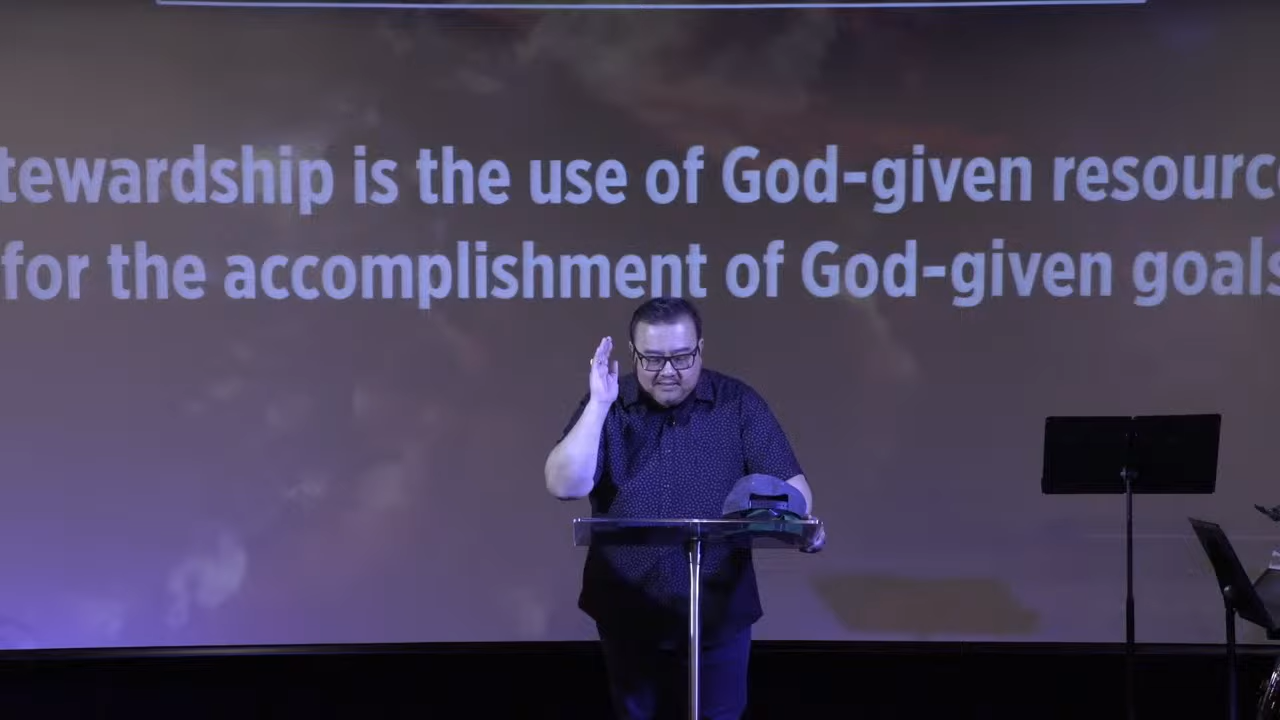 tewardship is the use of God-given resourc
for the accomplishment of God-given goals